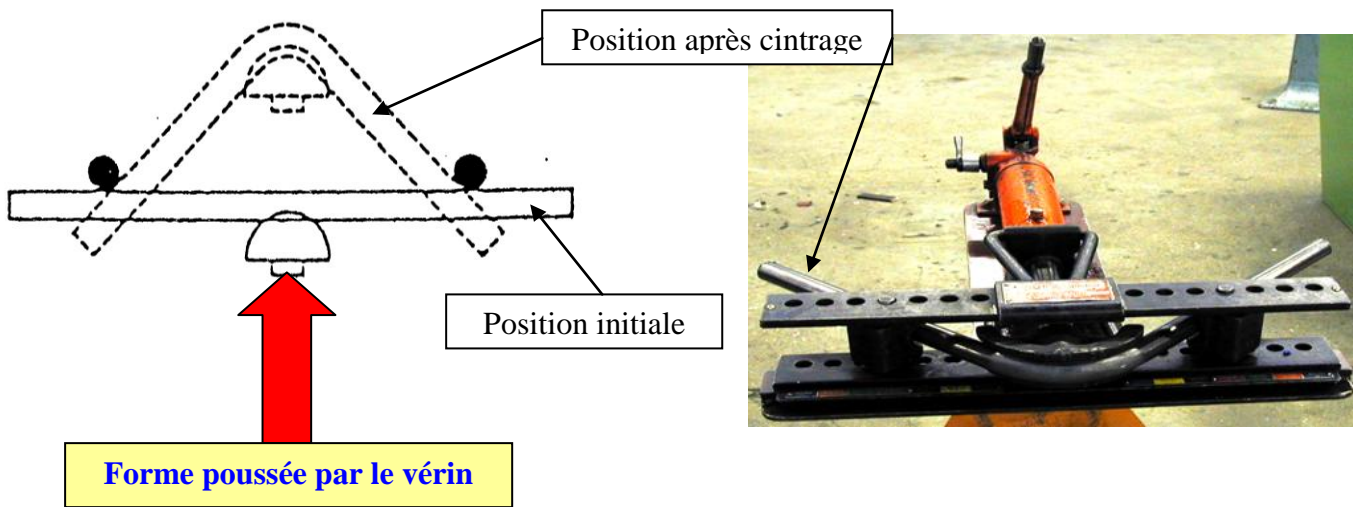 Position après cintrage
Position initiale
Forme poussée par le vérin